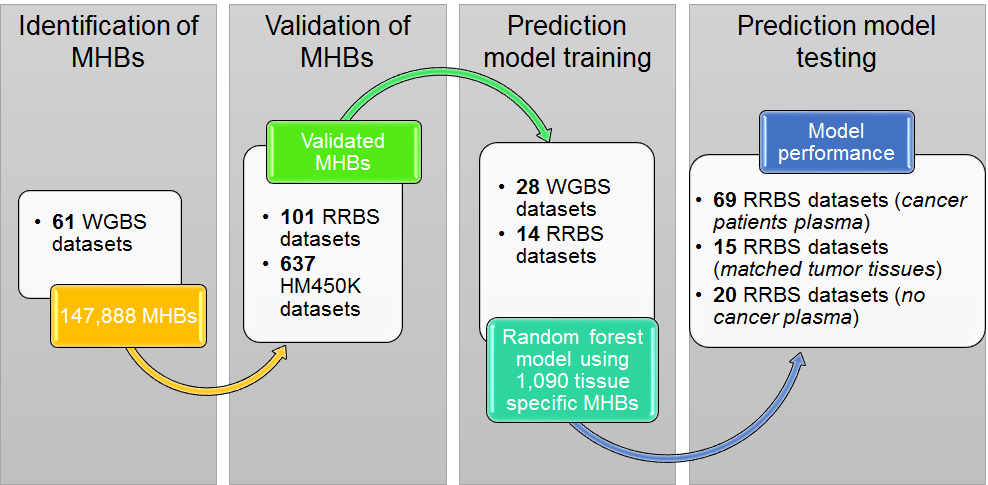 Identification of
MHBs
• 61 WGBS
datasets
147,888 MHBs
Validation of
MHBs
Validated
MHBs
• 101 RRBS
datasets
• 637
HM450K
datasets
Prediction
model training
• 28 WGBS
datasets
• 14 RRBS
datasets
Random forest
model using
1,090 tissue
specific MHBs
Prediction model
testing
Model
performance
• 69 RRBS datasets (cancer
patients plasma)
• 15 RRBS datasets
(matched tumor tissues)
• 20 RRBS datasets (no
cancer plasma)